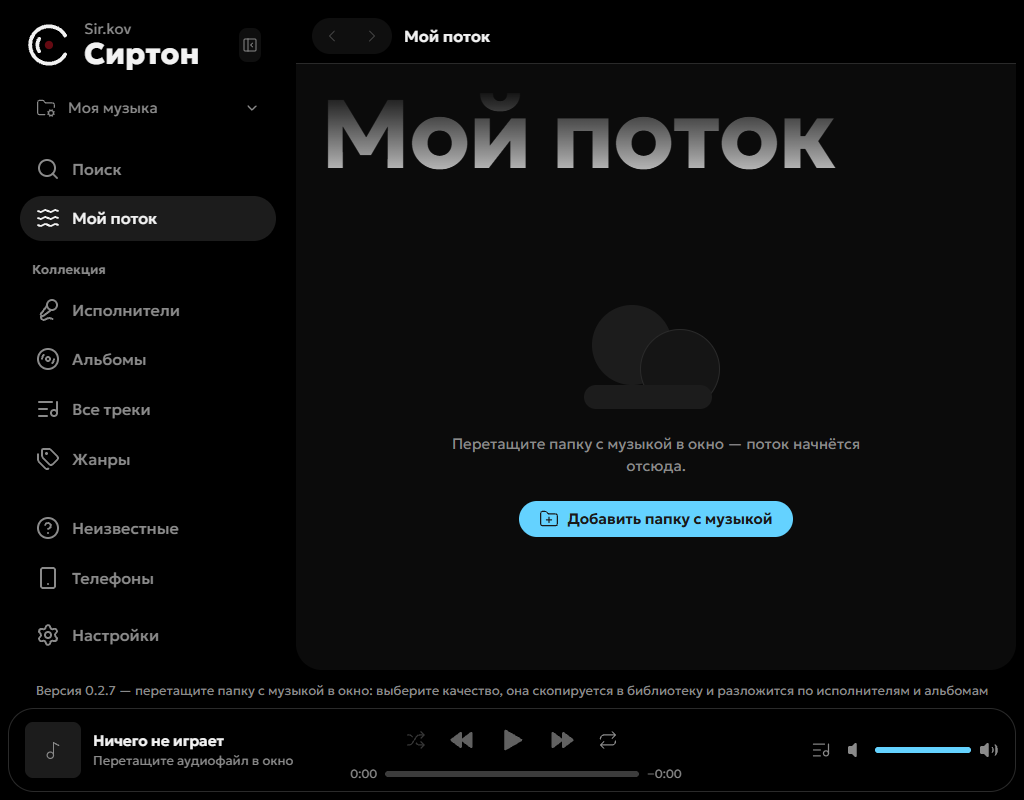 Sir.kov
Сиртон
Моя музыка
Поиск
Мой поток
Коллекция
Исполнители
Альбомы
Все треки
Жанры
Неизвестные
Телефоны
Настройки
Мой поток
Мой поток
Перетащите папку с музыкой в окно — поток начнётся
отсюда.
Добавить папку с музыкой
Версия 0.2.7 — перетащите папку с музыкой в окно: выберите качество, она скопируется в библиотеку и разложится по исполнителям и альбомам
Ничего не играет
Перетащите аудиофайл в окно
0:00
−0:00